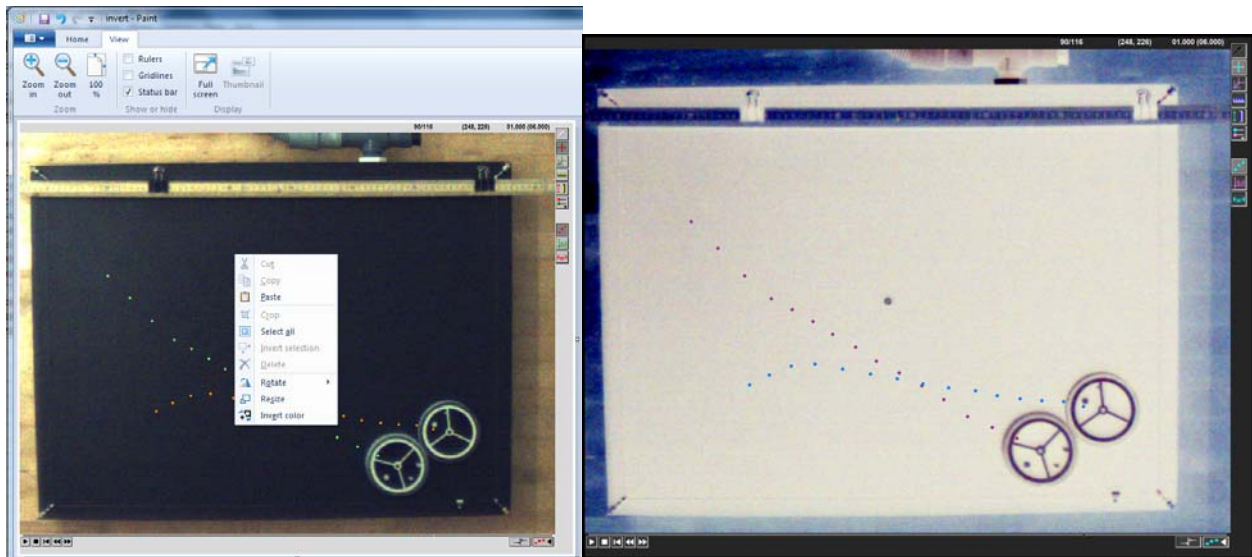 invert - Paint
Home View
Zoom in
Zoom out
100 %
Rulers
Gridlines
Status bar
Full screen
Thumbnail
Zoom
Show or hide
Display
90/116 (248, 226) 01.000 (06.000)
Cut
Copy
Paste
Crop
Select all
Invert selection
Delete
Rotate
Resize
Invert color
90/116 (248, 226) 01.000 (06.000)